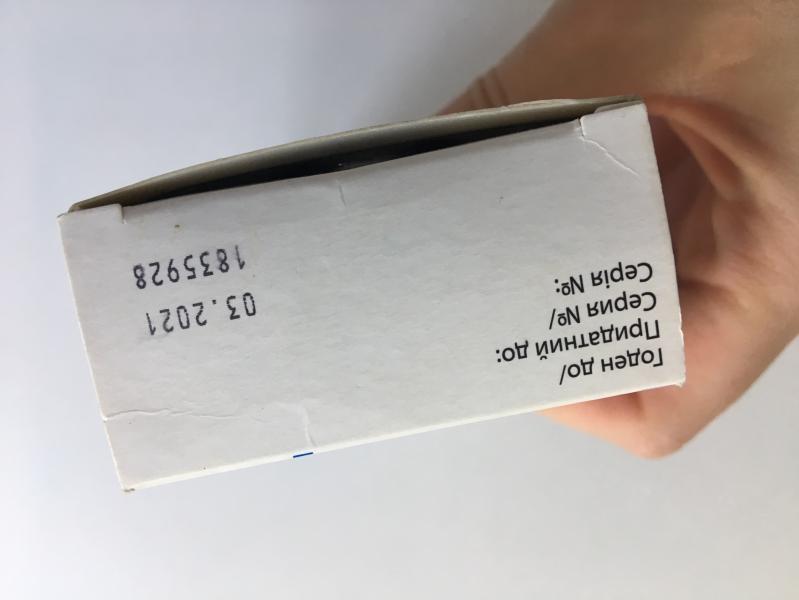 Годен до/
Придатний до:
Серия №/
Серія №:
03.2021
1835928